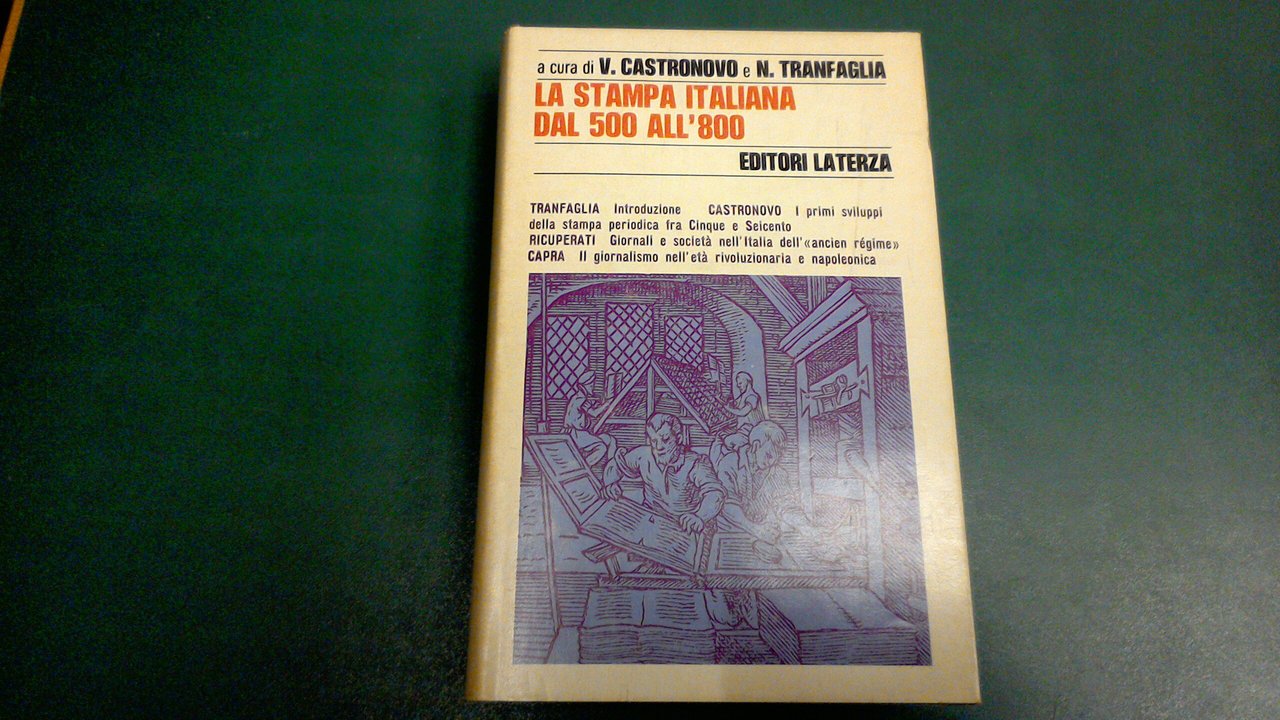 a cura di V. CASTRONOVO e N. TRANFAGLIA
LA STAMPA ITALIANA
DAL 500 ALL'800
EDITORI LATERZA
TRANFAGLIA Introduzione CASTRONOVO I primi sviluppi
della stampa periodica fra Cinque e Seicento
RICUPERATI Giornali e società nell'Italia dell'«ancien régime»
CAPRA Il giornalismo nell'età rivoluzionaria e napoleonica